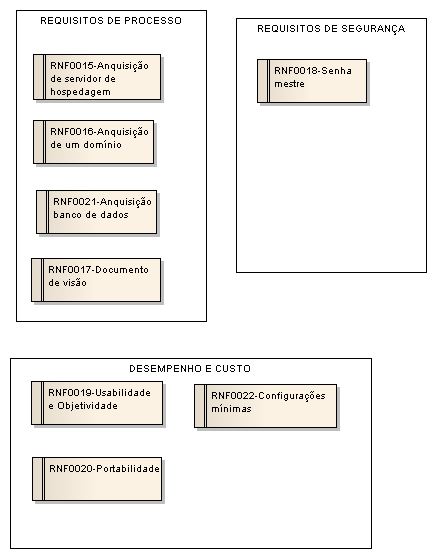 REQUISITOS DE PROCESSO
RNF0015-Anquisição
de servidor de
hospedagem
RNF0016-Anquisição
de um domínio
RNF0021-Anquisição
banco de dados
RNF0017-Documento
de visão
REQUISITOS DE SEGURANÇA
RNF0018-Senha
mestre
DESEMPENHO E CUSTO
RNF0019-Usabilidade
e Objetividade
RNF0022-Configurações
mínimas
RNF0020-Portabilidade